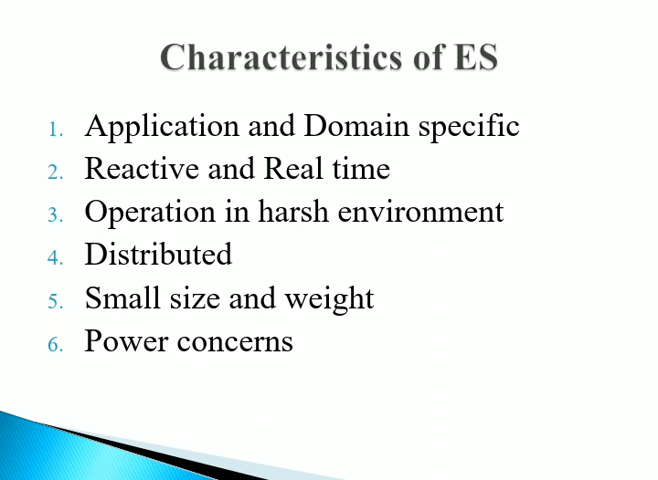 Characteristics of ES
1. Application and Domain specific
2. Reactive and Real time
3. Operation in harsh environment
4. Distributed
5. Small size and weight
6. Power concerns